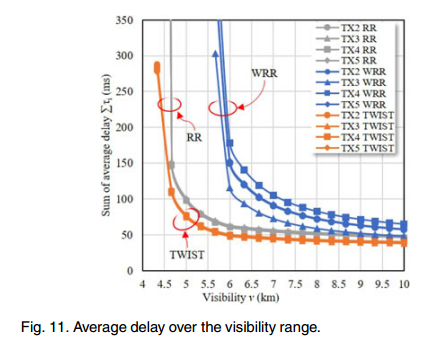 350
300
250
200
150
100
50
0
Sum of average delay Στᵢ (ms)
4 4.5 5 5.5 6 6.5 7 7.5 8 8.5 9 9.5 10
Visibility v (km)
RR
WRR
TWIST
TX2 RR
TX3 RR
TX4 RR
TX5 RR
TX2 WRR
TX3 WRR
TX4 WRR
TX5 WRR
TX2 TWIST
TX3 TWIST
TX4 TWIST
TX5 TWIST
Fig. 11. Average delay over the visibility range.